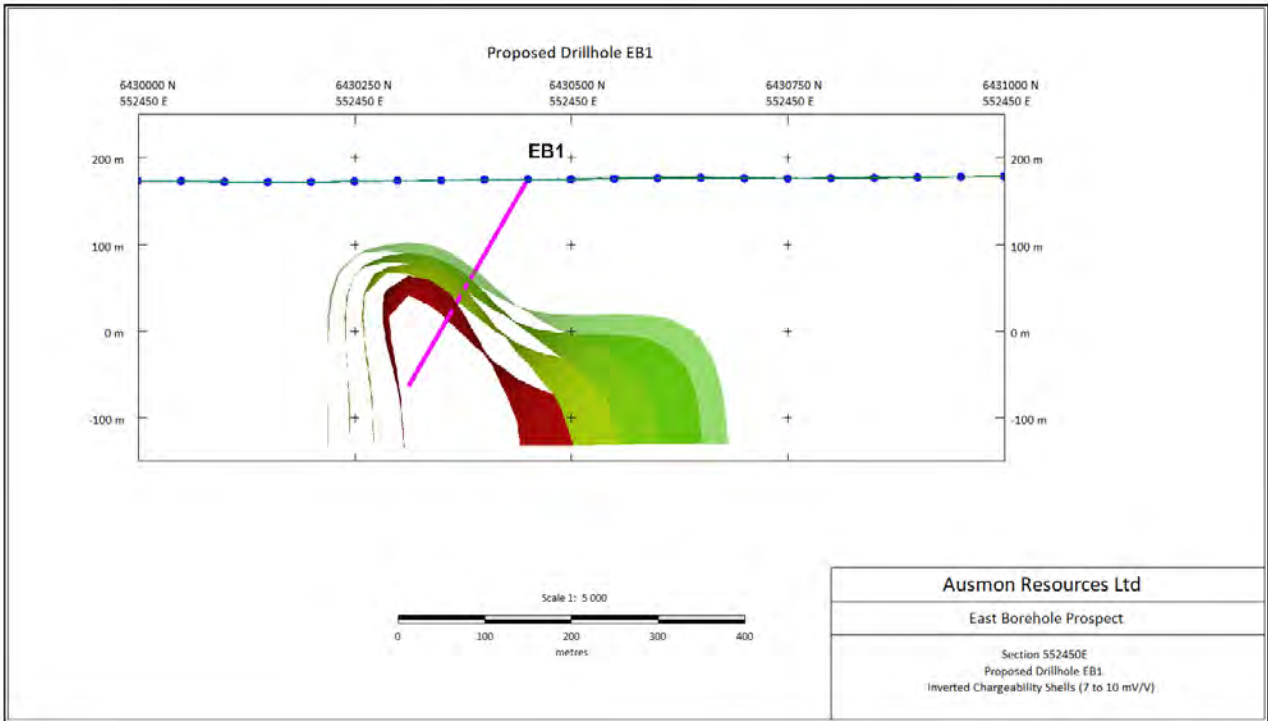 Proposed Drillhole EB1
6430000 N 6430250 N 6430500 N 6430750 N 6431000 N
552450 E 552450 E 552450 E 552450 E 552450 E
EB1
200 m 200 m
100 m 100 m
0 m 0 m
-100 m -100 m
Scale 1: 5 000
0 100 200 300 400
metres
Ausmon Resources Ltd
East Borehole Prospect
Section 552450E
Proposed Drillhole EB1
Inverted Chargeability Shells (7 to 10 mV/V)